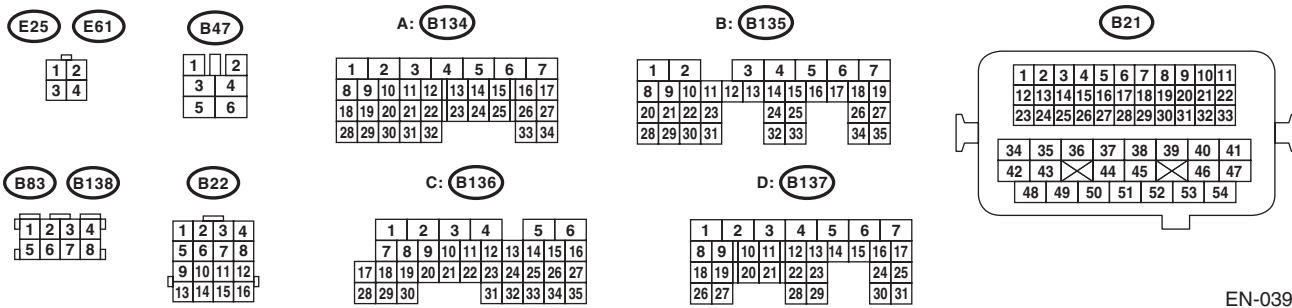 E25 E61
1 2
3 4
B47
1 2
3 4
5 6
A: B134
1 2 3 4 5 6 7
8 9 10 11 12 13 14 15 16 17
18 19 20 21 22 23 24 25 26 27
28 29 30 31 32 33 34
B: B135
1 2 3 4 5 6 7
8 9 10 11 12 13 14 15 16 17 18 19
20 21 22 23 24 25 26 27
28 29 30 31 32 33 34 35
B21
1 2 3 4 5 6 7 8 9 10 11
12 13 14 15 16 17 18 19 20 21 22
23 24 25 26 27 28 29 30 31 32 33
34 35 36 37 38 39 40 41
42 43 44 45 46 47
48 49 50 51 52 53 54
B83 B138
1 2 3 4
5 6 7 8
B22
1 2 3 4
5 6 7 8
9 10 11 12
13 14 15 16
C: B136
1 2 3 4 5 6
7 8 9 10 11 12 13 14 15 16
17 18 19 20 21 22 23 24 25 26 27
28 29 30 31 32 33 34 35
D: B137
1 2 3 4 5 6 7
8 9 10 11 12 13 14 15 16 17
18 19 20 21 22 23 24 25
26 27 28 29 30 31
EN-039